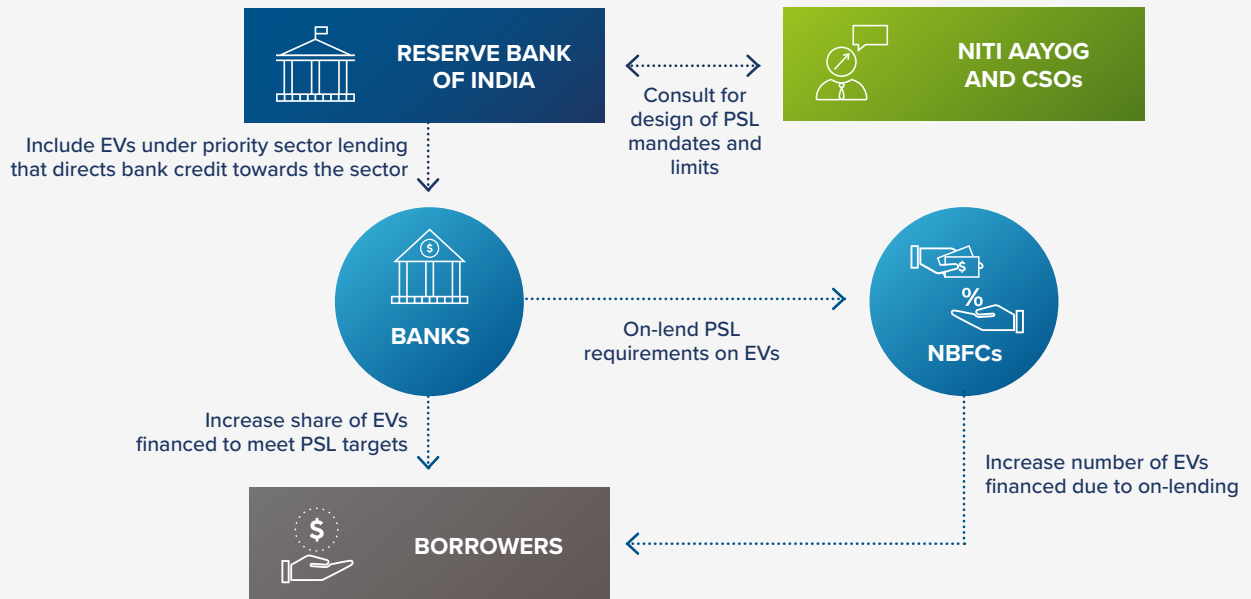 RESERVE BANK
OF INDIA
NITI AAYOG
AND CSOs
Consult for
design of PSL
mandates and
limits
Include EVs under priority sector lending
that directs bank credit towards the sector
$
BANKS
On-lend PSL
requirements on EVs
$
%
NBFCs
Increase share of EVs
financed to meet PSL targets
Increase number of EVs
financed due to on-lending
$
BORROWERS